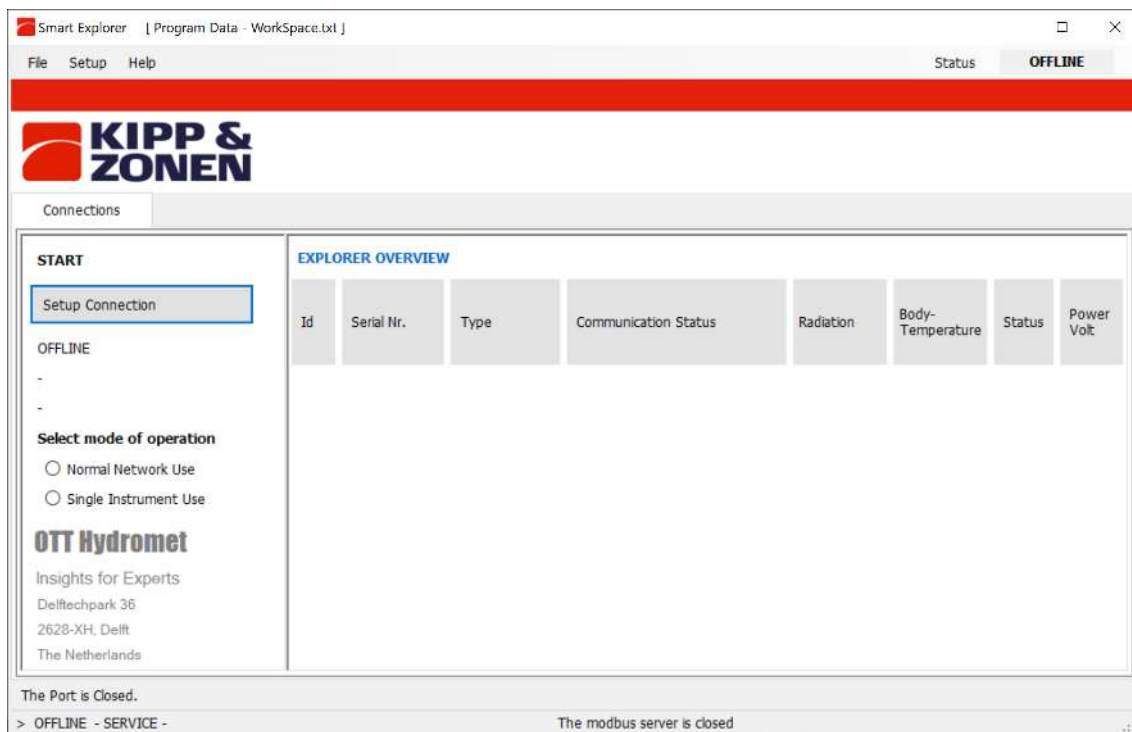 Smart Explorer [ Program Data - WorkSpace.txt ]
File Setup Help Status OFFLINE
KIPP &
ZONEN
Connections
START
Setup Connection
OFFLINE
-
-
Select mode of operation
Normal Network Use
Single Instrument Use
OTT Hydromet
Insights for Experts
Delftechpark 36
2628-XH, Delft
The Netherlands
EXPLORER OVERVIEW
Id Serial Nr. Type Communication Status Radiation Body-Temperature Status Power Volt
The Port is Closed.
> OFFLINE - SERVICE - The modbus server is closed